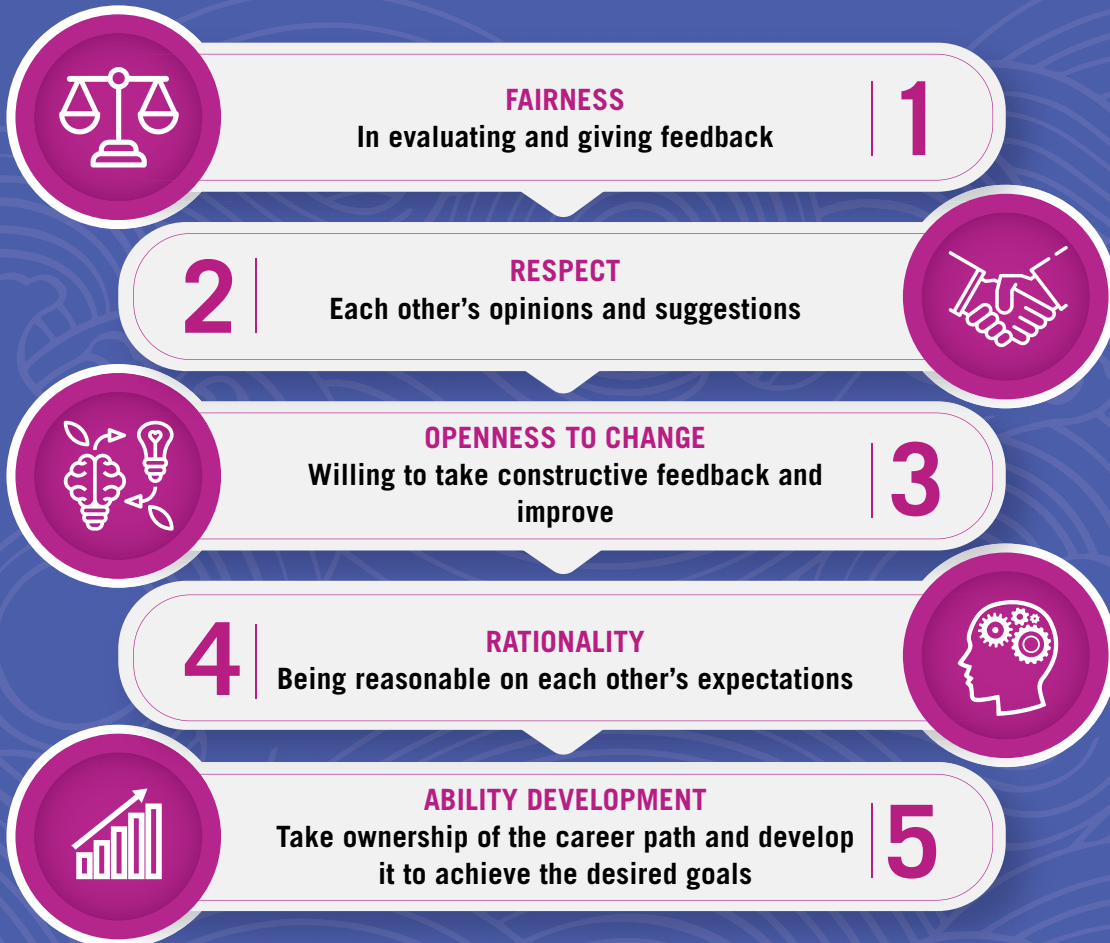 FAIRNESS
In evaluating and giving feedback
1
2
RESPECT
Each other's opinions and suggestions
OPENNESS TO CHANGE
Willing to take constructive feedback and
improve
3
4
RATIONALITY
Being reasonable on each other's expectations
ABILITY DEVELOPMENT
Take ownership of the career path and develop
it to achieve the desired goals
5